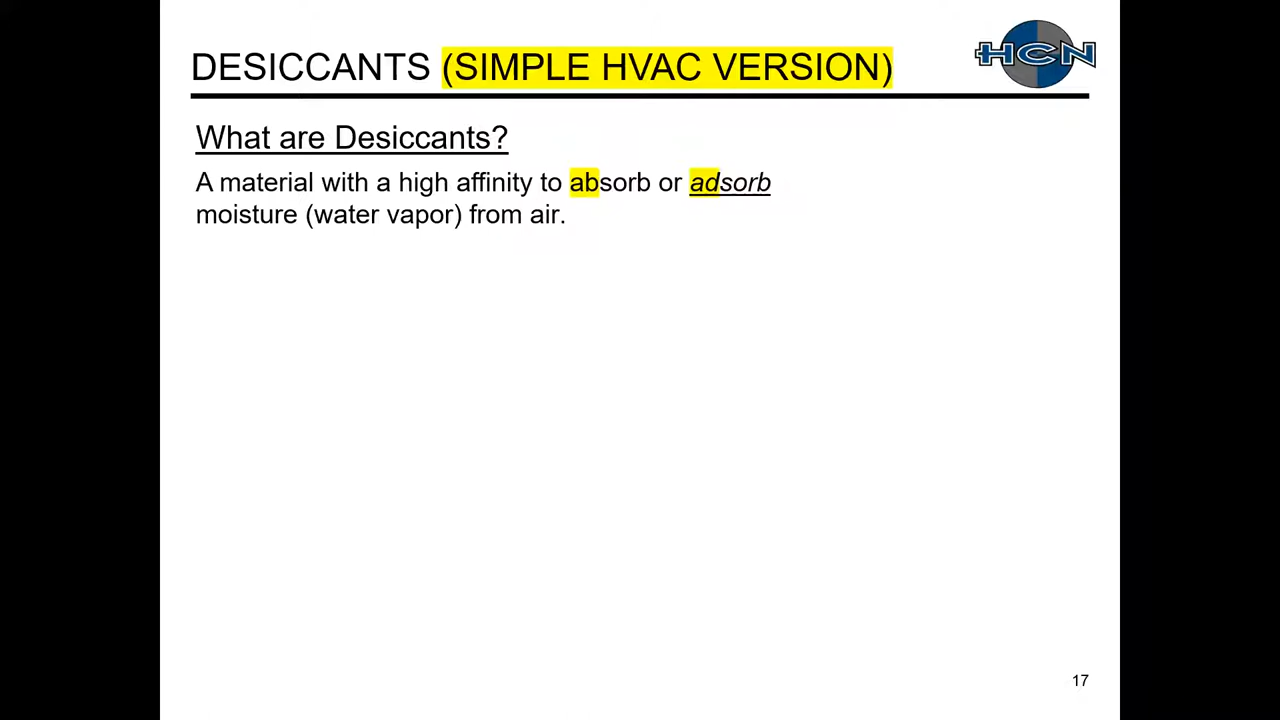 DESICCANTS (SIMPLE HVAC VERSION)
HCN
What are Desiccants?
A material with a high affinity to absorb or adsorb
moisture (water vapor) from air.
17